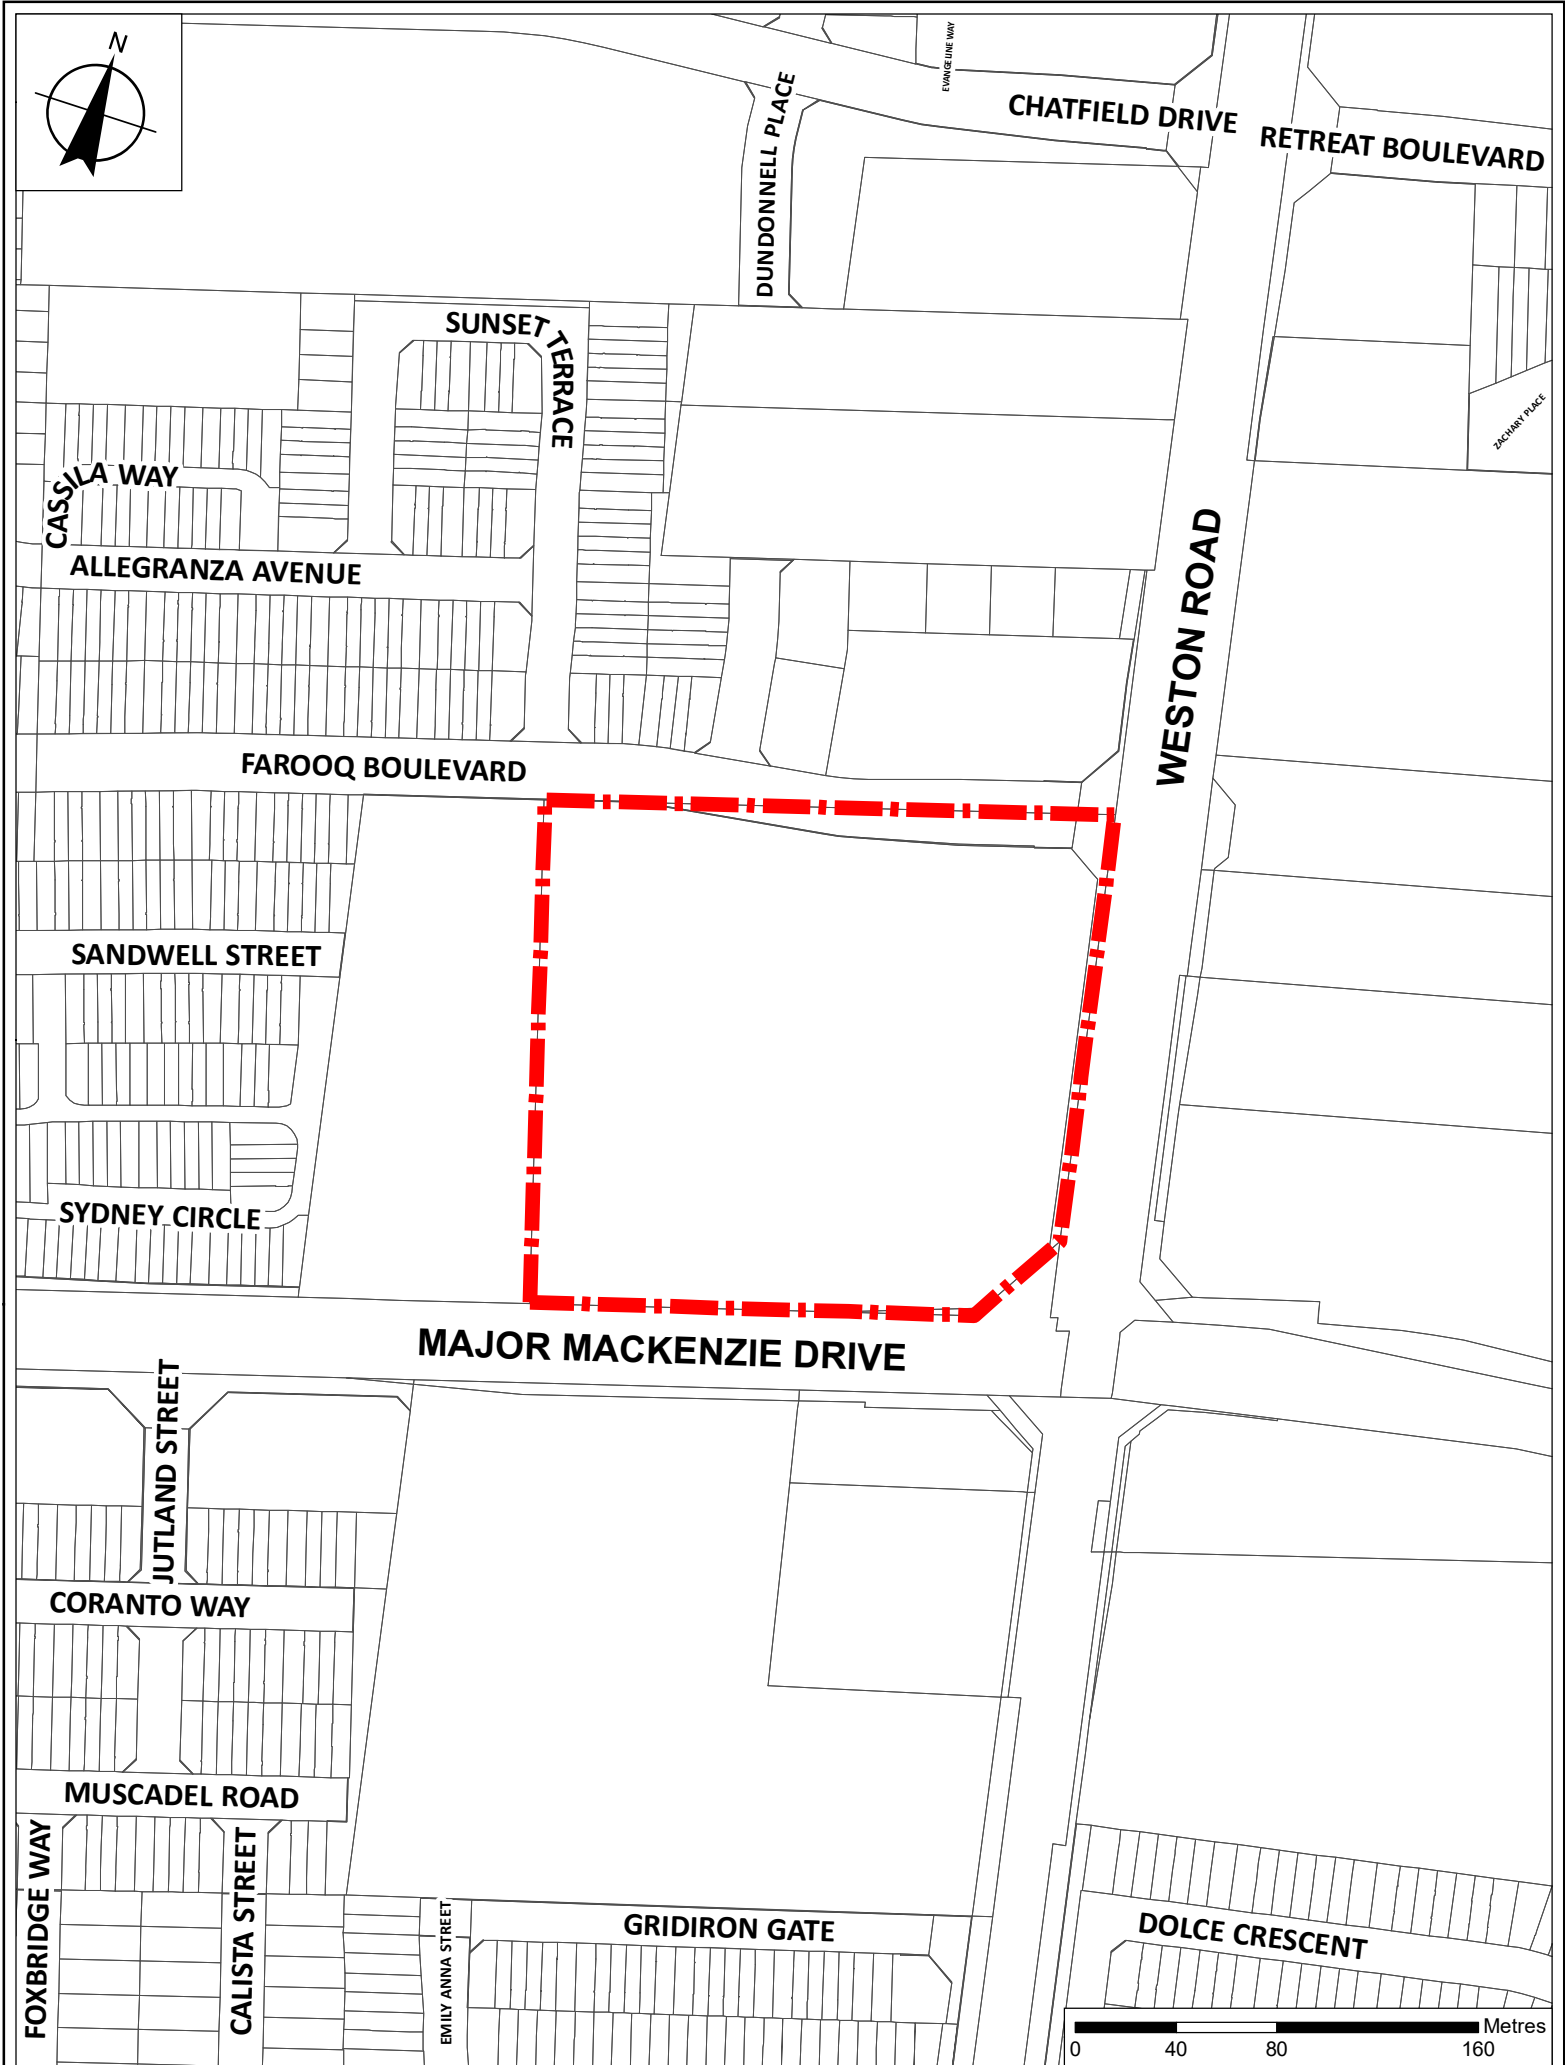 N
EVANGELINE WAY
CHATFIELD DRIVE
RETREAT BOULEVARD
DUNDONNELL PLACE
SUNSET TERRACE
ZACHARY PLACE
CASSILA WAY
ALLEGRANZA AVENUE
WESTON ROAD
FAROOQ BOULEVARD
SANDWELL STREET
SYDNEY CIRCLE
MAJOR MACKENZIE DRIVE
JUTLAND STREET
CORANTO WAY
MUSCADEL ROAD
FOXBRIDGE WAY
CALISTA STREET
EMILY ANNA STREET
GRIDIRON GATE
DOLCE CRESCENT
Metres
0 40 80 160